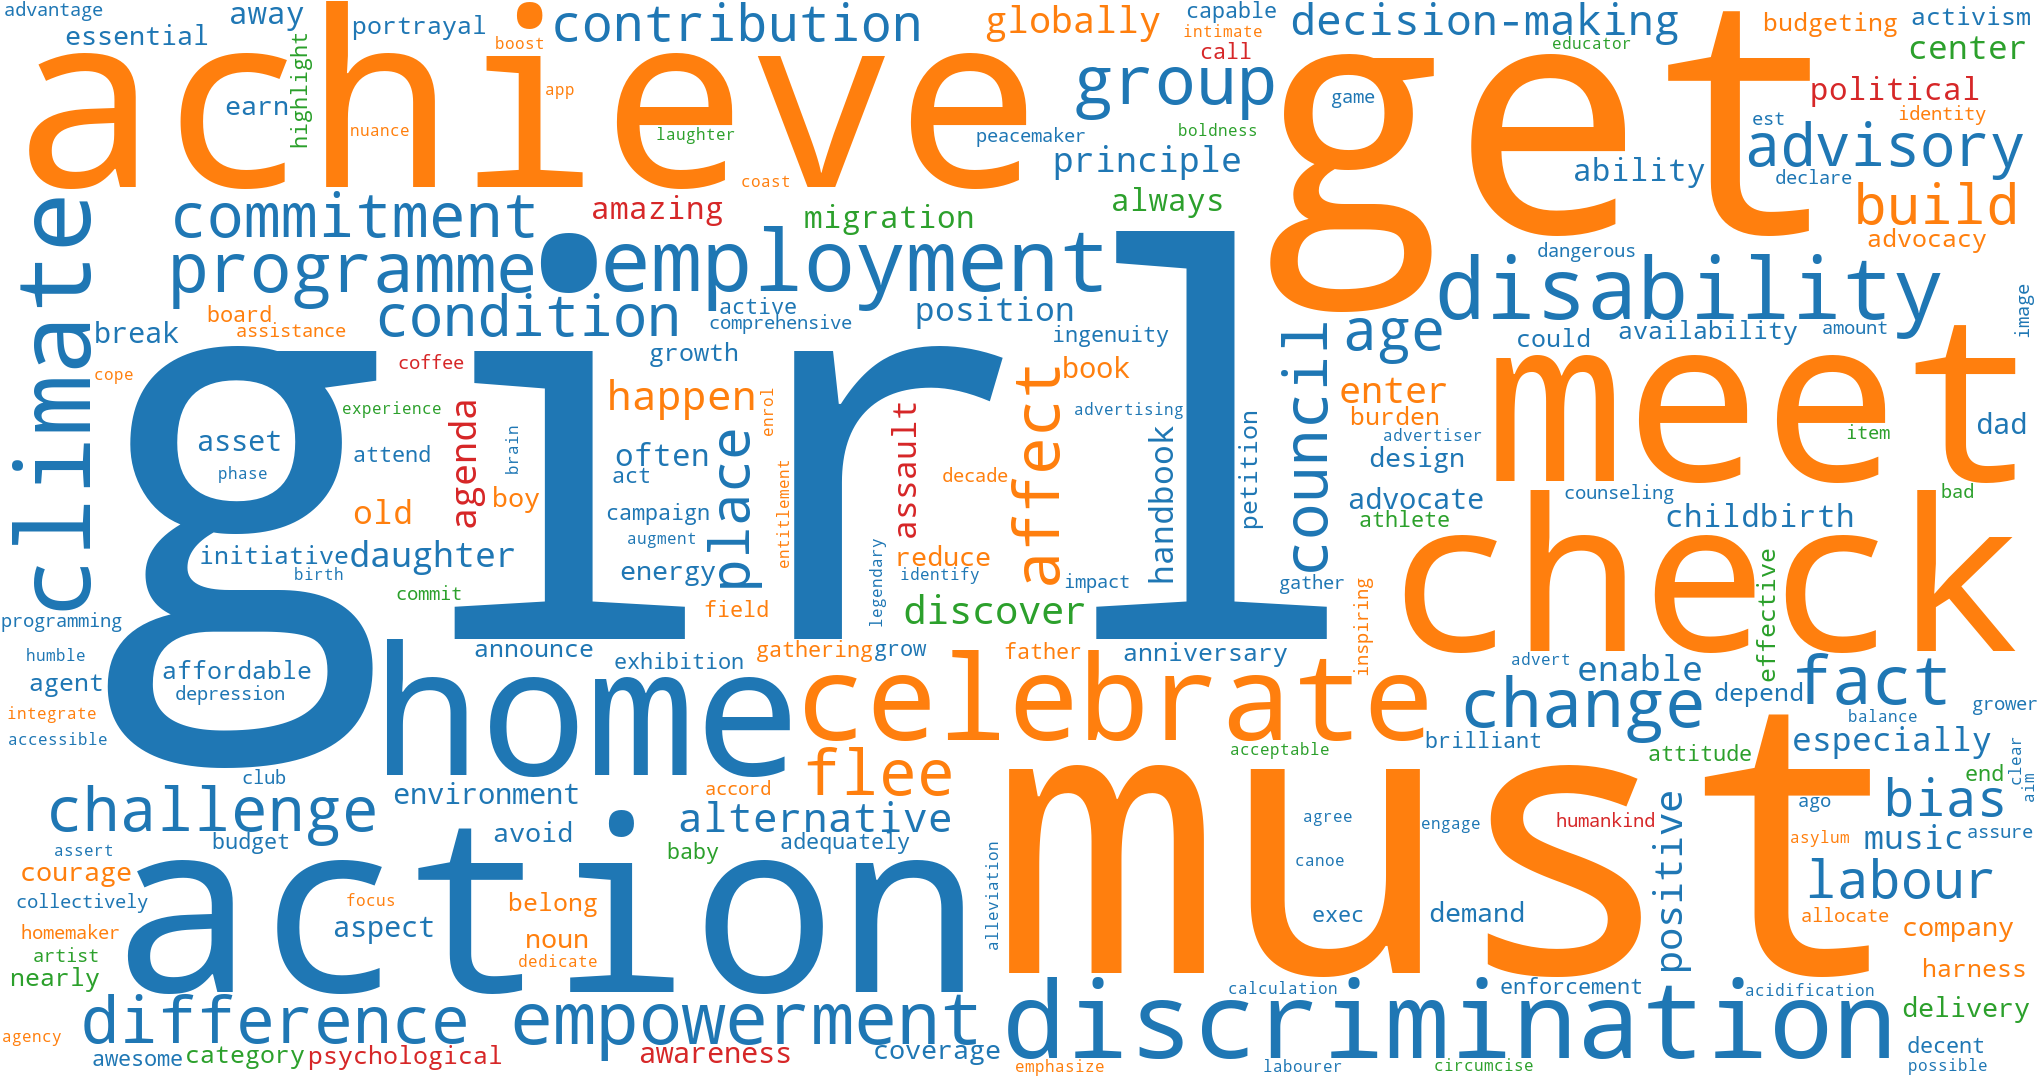 advantage
essential
away
portrayal
boost
contribution
globally
capable
intimate
call
decision-making
educator
budgeting
activism
center
achieve
highlight
earn
nuance
app
laughter
coast
group
peacemaker
boldness
principle
game
get
political
identity
est
advisory
ability
declare
build
advocacy
climate
commitment
amazing
migration
always
programme
employment
dangerous
disability
image
board
assistance
condition
active
comprehensive
position
ingenuity
age
could
availability
amount
break
cope
coffee
growth
book
council
enter
burden
advertiser
design
meet
item
dad
girl
experience
asset
phase
attend
agenda
brain
boy
old
happen
enrol
often
act
campaign
augment
place
entitlement
assault
decade
affect
advertising
handbook
petition
advocate
athlete
counseling
bad
childbirth
initiative
daughter
birth
commit
energy
field
legendary
reduce
identify
impact
gather
check
effective
discover
inspiring
programming
humble
affordable
agent
depression
integrate
accessible
club
announce
exhibition
gathering
grow
father
anniversary
advert
enable
fact
home
celebrate
change
depend
grower
balance
brilliant
acceptable
attitude
especially
clear
aim
end
flee
environment
accord
must
challenge
alternative
agree
engage
humankind
ago
bias
budget
avoid
baby
adequately
canoe
asylum
music
assure
assert
courage
collectively
action
focus
belong
aspect
noun
dedicate
homemaker
artist
nearly
alleviation
exec
demand
positive
labour
allocate
company
harness
difference
empowerment
discrimination
calculation
enforcement
acidification
delivery
agency
awesome
category
psychological
awareness
coverage
emphasize
labourer
circumcise
decent
possible